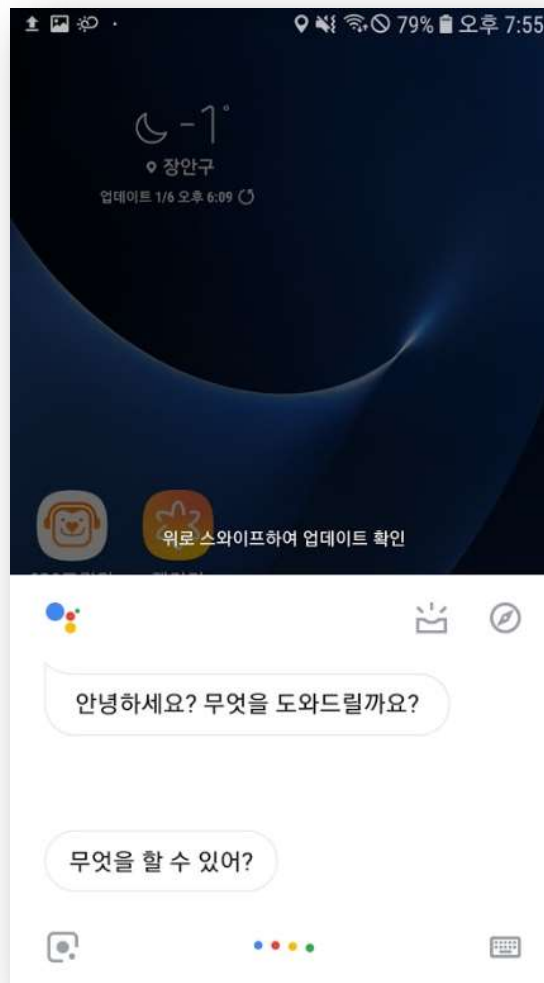 79% 오후 7:55
-1°
장안구
업데이트 1/6 오후 6:09
위로 스와이프하여 업데이트 확인
안녕하세요? 무엇을 도와드릴까요?
무엇을 할 수 있어?